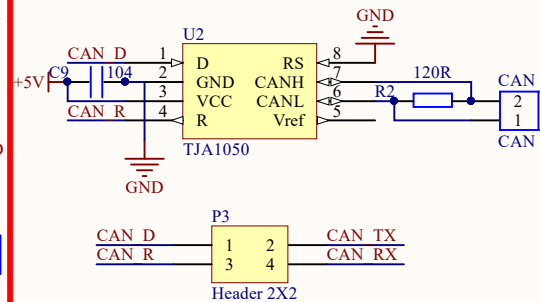 GND
U2
CAN D 1 D RS 8
C9 104 2 GND CANH 7 120R CAN
+5V 3 VCC CANL 6 R2 2
CAN R 4 R Vref 5 1
TJA1050 CAN
GND
P3
CAN D 1 2 CAN TX
CAN R 3 4 CAN RX
Header 2X2